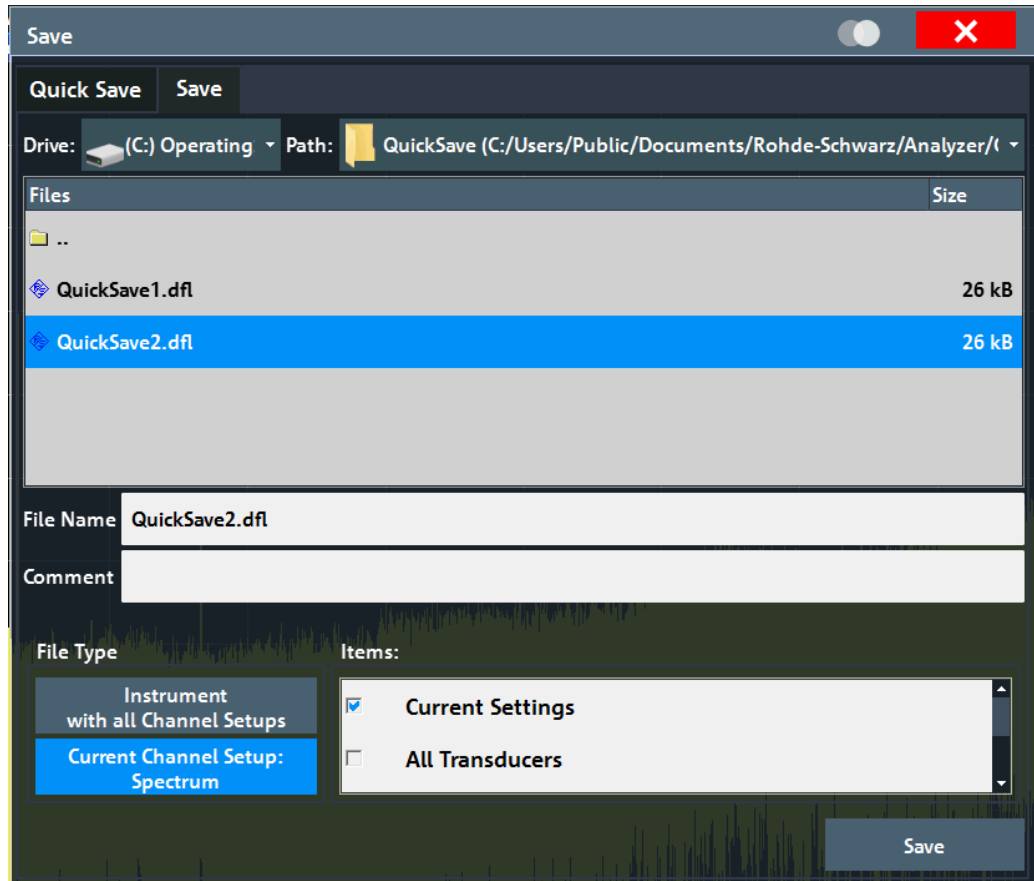 Save
Quick Save Save
Drive: (C:) Operating Path: QuickSave (C:/Users/Public/Documents/Rohde-Schwarz/Analyzer/(
Files Size
..
QuickSave1.dfl 26 kB
QuickSave2.dfl 26 kB
File Name QuickSave2.dfl
Comment
File Type Items:
Instrument
with all Channel Setups
Current Channel Setup:
Spectrum
Current Settings
All Transducers
Save